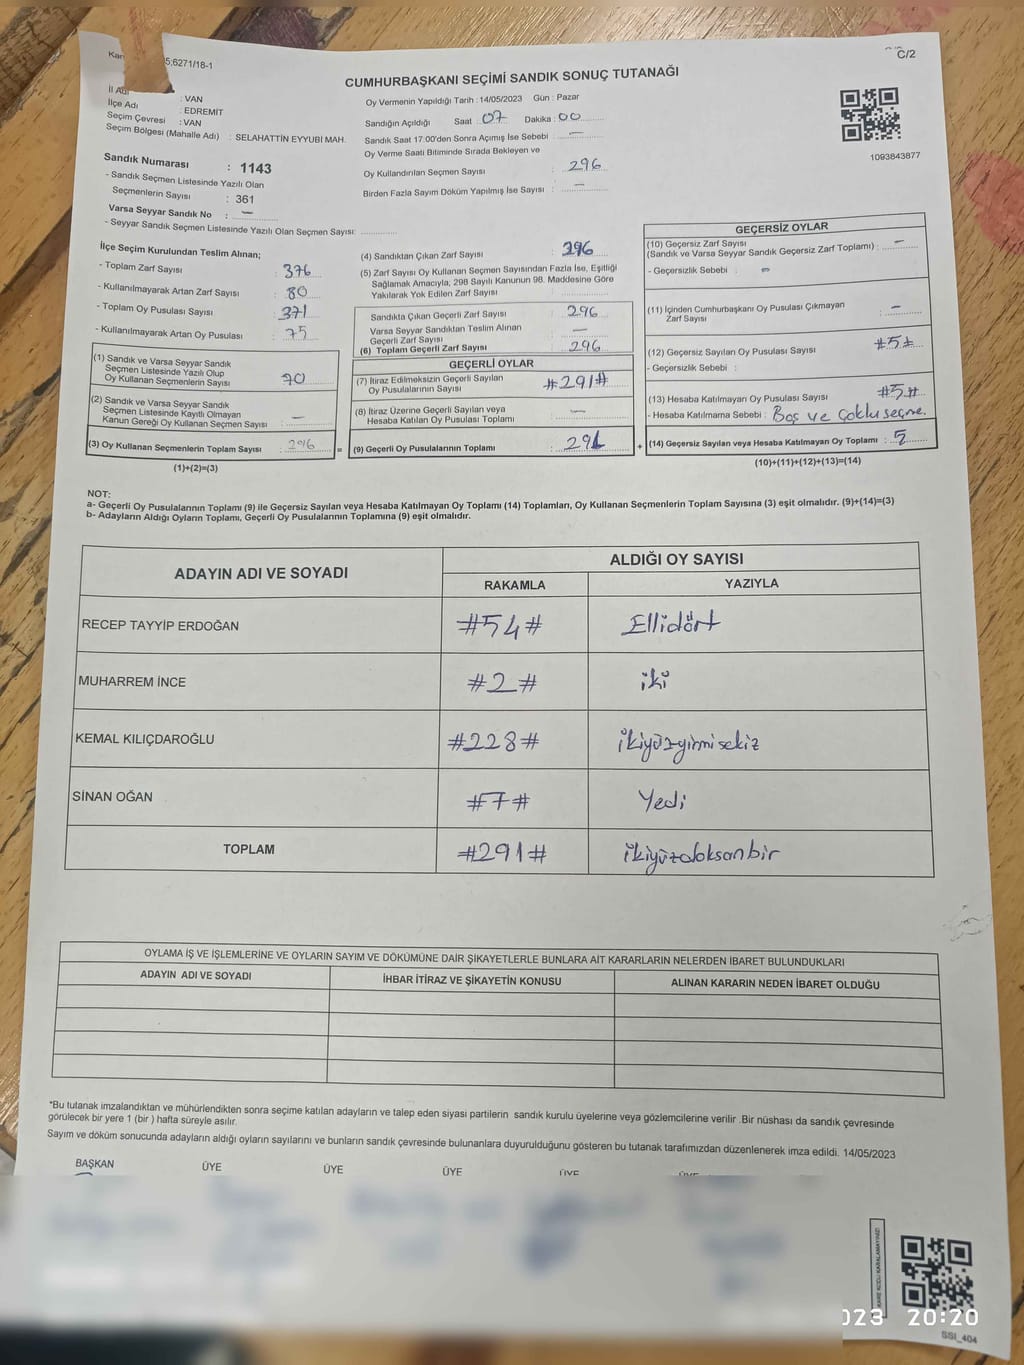 5;6271/18-1
C/2
CUMHURBAŞKANI SEÇİMİ SANDIK SONUÇ TUTANAĞI
İl Adı : VAN
İlçe Adı : EDREMIT
Seçim Çevresi : VAN
Seçim Bölgesi (Mahalle Adı) : SELAHATTİN EYYUBİ MAH.
Sandık Numarası : 1143
- Sandık Seçmen Listesinde Yazılı Olan
Seçmenlerin Sayısı : 361
Varsa Seyyar Sandık No : —
- Seyyar Sandık Seçmen Listesinde Yazılı Olan Seçmen Sayısı :
Oy Vermenin Yapıldığı Tarih : 14/05/2023 Gün : Pazar
Sandığın Açıldığı Saat : 07 Dakika : 00
Sandık Saat 17:00'den Sonra Açımış İse Sebebi : —
Oy Verme Saati Bitiminde Sırada Bekleyen ve
Oy Kullandırılan Seçmen Sayısı : 296
Birden Fazla Sayım Döküm Yapılmış İse Sayısı : —
1093843877
İlçe Seçim Kurulundan Teslim Alınan;
- Toplam Zarf Sayısı : 376
- Kullanılmayarak Artan Zarf Sayısı : 80
- Toplam Oy Pusulası Sayısı : 371
- Kullanılmayarak Artan Oy Pusulası : 75
(1) Sandık ve Varsa Seyyar Sandık
Seçmen Listesinde Yazılı Olup
Oy Kullanan Seçmenlerin Sayısı
(2) Sandık ve Varsa Seyyar Sandık
Seçmen Listesinde Kayıtlı Olmayan
Kanun Gereği Oy Kullanan Seçmen Sayısı : —
(3) Oy Kullanan Seçmenlerin Toplam Sayısı : 296 =
(1)+(2)=(3)
(4) Sandıktan Çıkan Zarf Sayısı : 296
(5) Zarf Sayısı Oy Kullanan Seçmen Sayısından Fazla İse, Eşitliği
Sağlamak Amacıyla, 298 Sayılı Kanunun 98. Maddesine Göre
Yakılarak Yok Edilen Zarf Sayısı :
Sandıkta Çıkan Geçerli Zarf Sayısı : 296
Varsa Seyyar Sandıktan Teslim Alınan
Geçerli Zarf Sayısı : —
(6) Toplam Geçerli Zarf Sayısı : 296
GEÇERLİ OYLAR
(7) İtiraz Edilmeksizin Geçerli Sayılan
Oy Pusulalarının Sayısı #291#
(8) İtiraz Üzerine Geçerli Sayılan veya
Hesaba Katılan Oy Pusulası Toplamı : —
(9) Geçerli Oy Pusulalarının Toplamı : 291 +
GEÇERSİZ OYLAR
(10) Geçersiz Zarf Sayısı
(Sandık ve Varsa Seyyar Sandık Geçersiz Zarf Toplamı) : —
- Geçersizlik Sebebi : —
(11) İçinden Cumhurbaşkanı Oy Pusulası Çıkmayan
Zarf Sayısı : —
(12) Geçersiz Sayılan Oy Pusulası Sayısı : #5#
- Geçersizlik Sebebi :
(13) Hesaba Katılmayan Oy Pusulası Sayısı : #5#
- Hesaba Katılmama Sebebi : Boş ve çoklu seçme.
(14) Geçersiz Sayılan veya Hesaba Katılmayan Oy Toplamı : 5
(10)+(11)+(12)+(13)=(14)
NOT:
a- Geçerli Oy Pusulalarının Toplamı (9) ile Geçersiz Sayılan veya Hesaba Katılmayan Oy Toplamı (14) Toplamları, Oy Kullanan Seçmenlerin Toplam Sayısına (3) eşit olmalıdır. (9)+(14)=(3)
b- Adayların Aldığı Oyların Toplamı, Geçerli Oy Pusulalarının Toplamına (9) eşit olmalıdır.
ADAYIN ADI VE SOYADI
ALDIĞI OY SAYISI
RAKAMLA YAZIYLA
RECEP TAYYİP ERDOĞAN #54# Ellidört
MUHARREM İNCE #2# iki
KEMAL KILIÇDAROĞLU #228# ikiyüzyirmisekiz
SİNAN OĞAN #7# Yedi
TOPLAM #291# ikiyüzdoksanbir
OYLAMA İŞ VE İŞLEMLERİNE VE OYLARIN SAYIM VE DÖKÜMÜNE DAİR ŞİKAYETLERLE BUNLARA AİT KARARLARIN NELERDEN İBARET BULUNDUKLARI
ADAYIN ADI VE SOYADI İHBAR İTİRAZ VE ŞİKAYETİN KONUSU ALINAN KARARIN NEDEN İBARET OLDUĞU
*Bu tutanak imzalandıktan ve mühürlendikten sonra seçime katılan adayların ve talep eden siyasi partilerin sandık kurulu üyelerine veya gözlemcilerine verilir .Bir nüshası da sandık çevresinde
görülecek bir yere 1 (bir ) hafta süreyle asılır.
Sayım ve döküm sonucunda adayların aldığı oyların sayılarını ve bunların sandık çevresinde bulunanlara duyurulduğunu gösteren bu tutanak tarafımızdan düzenlenerek imza edildi. 14/05/2023
BAŞKAN ÜYE ÜYE ÜYE ÜYE ÜYE
KARE KODU KARALAMAYINIZ!
023 20:20
SSI_404